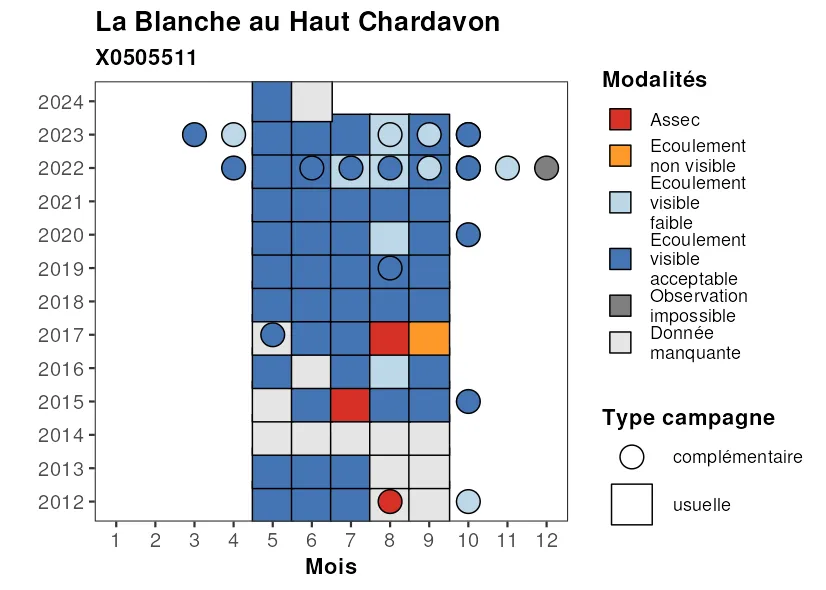 La Blanche au Haut Chardavon
X0505511
2024
2023
2022
2021
2020
2019
2018
2017
2016
2015
2014
2013
2012
1 2 3 4 5 6 7 8 9 10 11 12
Mois
Modalités
Assec
Ecoulement
non visible
Ecoulement
visible
faible
Ecoulement
visible
acceptable
Observation
impossible
Donnée
manquante
Type campagne
complémentaire
usuelle